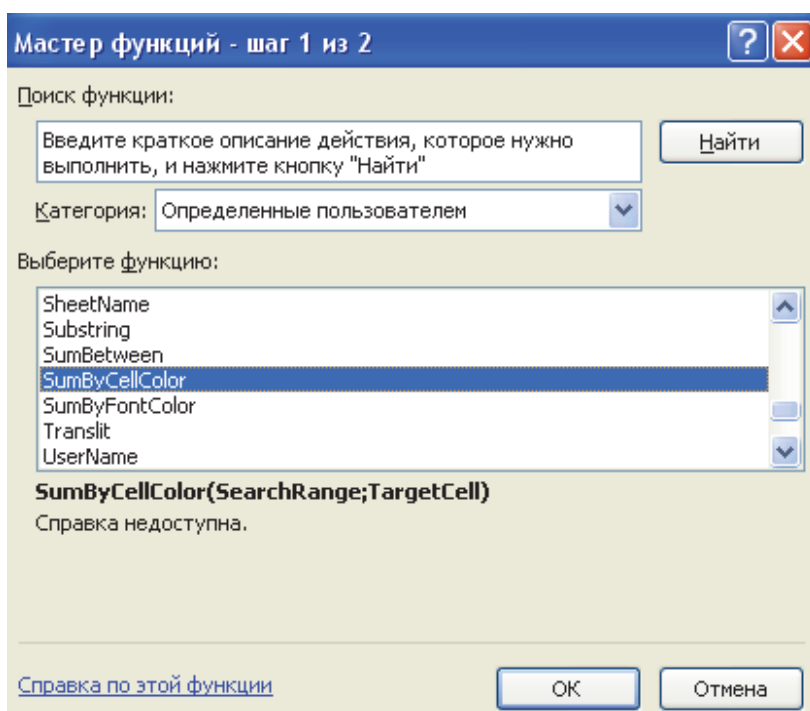 Мастер функций - шаг 1 из 2
Поиск функции:
Введите краткое описание действия, которое нужно
выполнить, и нажмите кнопку "Найти"
Найти
Категория: Определенные пользователем
Выберите функцию:
SheetName
Substring
SumBetween
SumByCellColor
SumByFontColor
Translit
UserName
SumByCellColor(SearchRange;TargetCell)
Справка недоступна.
Справка по этой функции
ОК
Отмена